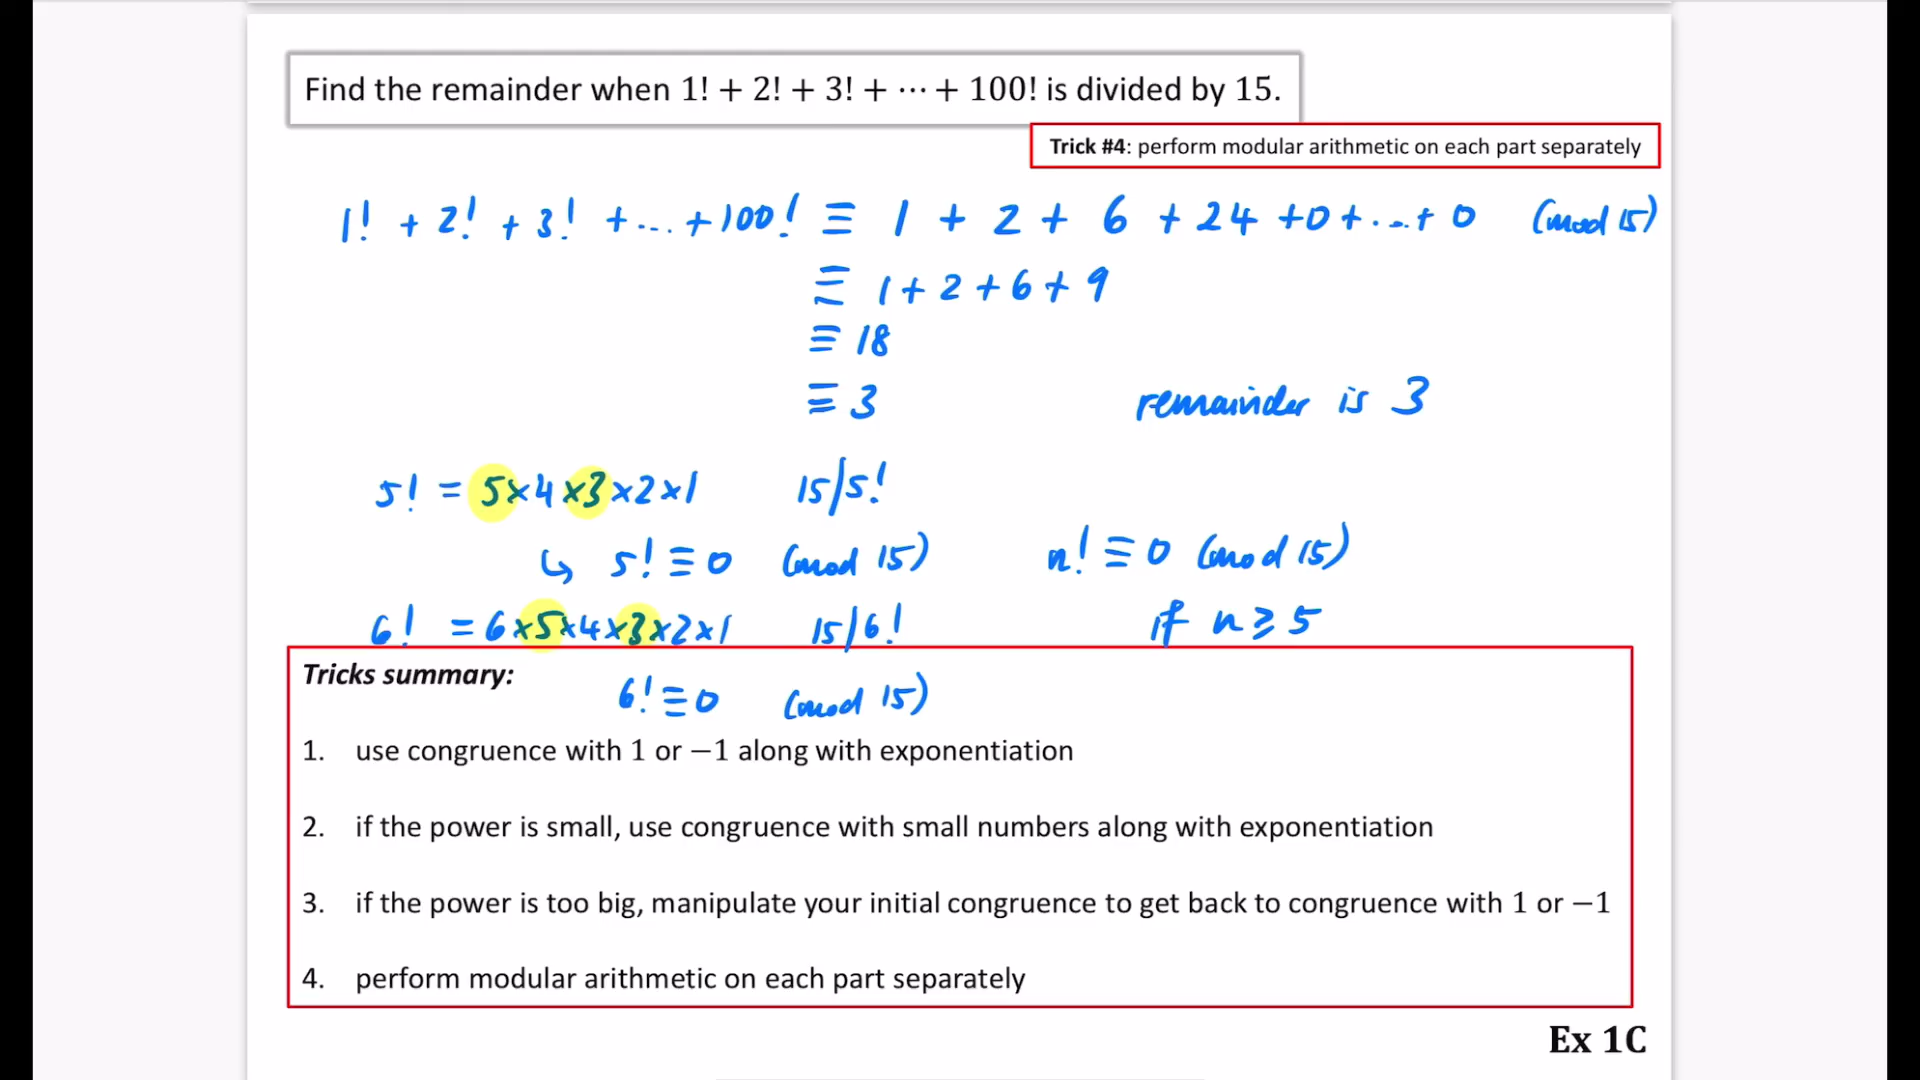 Find the remainder when 1! + 2! + 3! + ⋯ + 100! is divided by 15.
Trick #4: perform modular arithmetic on each part separately
1! + 2! + 3! + ... + 100! ≡ 1 + 2 + 6 + 24 + 0 + ... + 0 (mod 15)
≡ 1 + 2 + 6 + 9
≡ 18
≡ 3 remainder is 3
5! = 5×4×3×2×1 15/5!
↳ 5! ≡ 0 (mod 15) n! ≡ 0 (mod 15)
6! = 6×5×4×3×2×1 15/6! if n ⩾ 5
Tricks summary:
6! ≡ 0 (mod 15)
1. use congruence with 1 or −1 along with exponentiation
2. if the power is small, use congruence with small numbers along with exponentiation
3. if the power is too big, manipulate your initial congruence to get back to congruence with 1 or −1
4. perform modular arithmetic on each part separately
Ex 1C